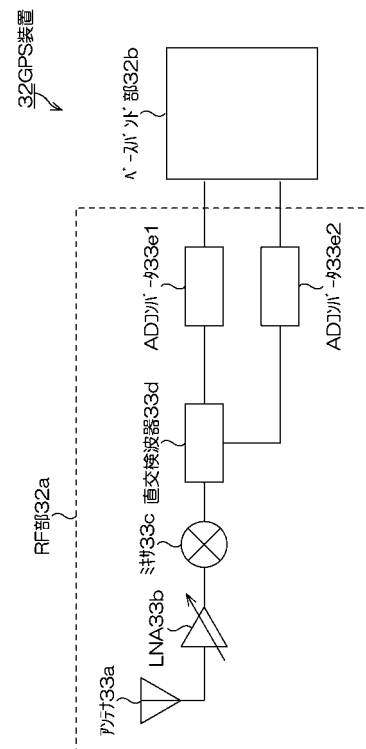 32GPS装置
ﾍﾞｰｽﾊﾞﾝﾄﾞ部32b
RF部32a
ADｺﾝﾊﾞｰﾀ33e1
ADｺﾝﾊﾞｰﾀ33e2
直交検波器33d
ﾐｷｻ33c
LNA33b
ｱﾝﾃﾅ33a